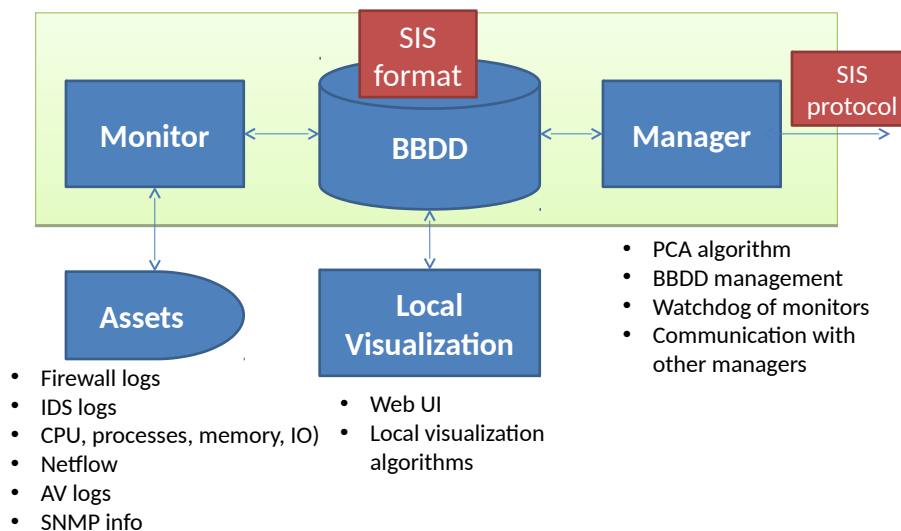 SIS
format
SIS
protocol
Monitor
BBDD
Manager
Assets
Local
Visualization
• PCA algorithm
• BBDD management
• Watchdog of monitors
• Communication with
other managers
• Firewall logs
• IDS logs
• CPU, processes, memory, IO)
• Netflow
• AV logs
• SNMP info
• Web UI
• Local visualization
algorithms